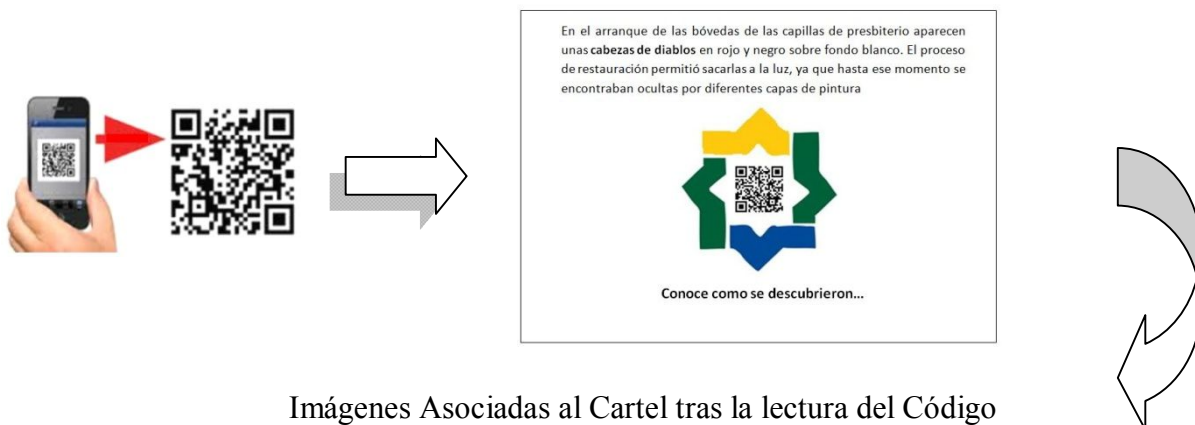 En el arranque de las bóvedas de las capillas de presbiterio aparecen
unas cabezas de diablos en rojo y negro sobre fondo blanco. El proceso
de restauración permitió sacarlas a la luz, ya que hasta ese momento se
encontraban ocultas por diferentes capas de pintura
Conoce como se descubrieron...
Imágenes Asociadas al Cartel tras la lectura del Código